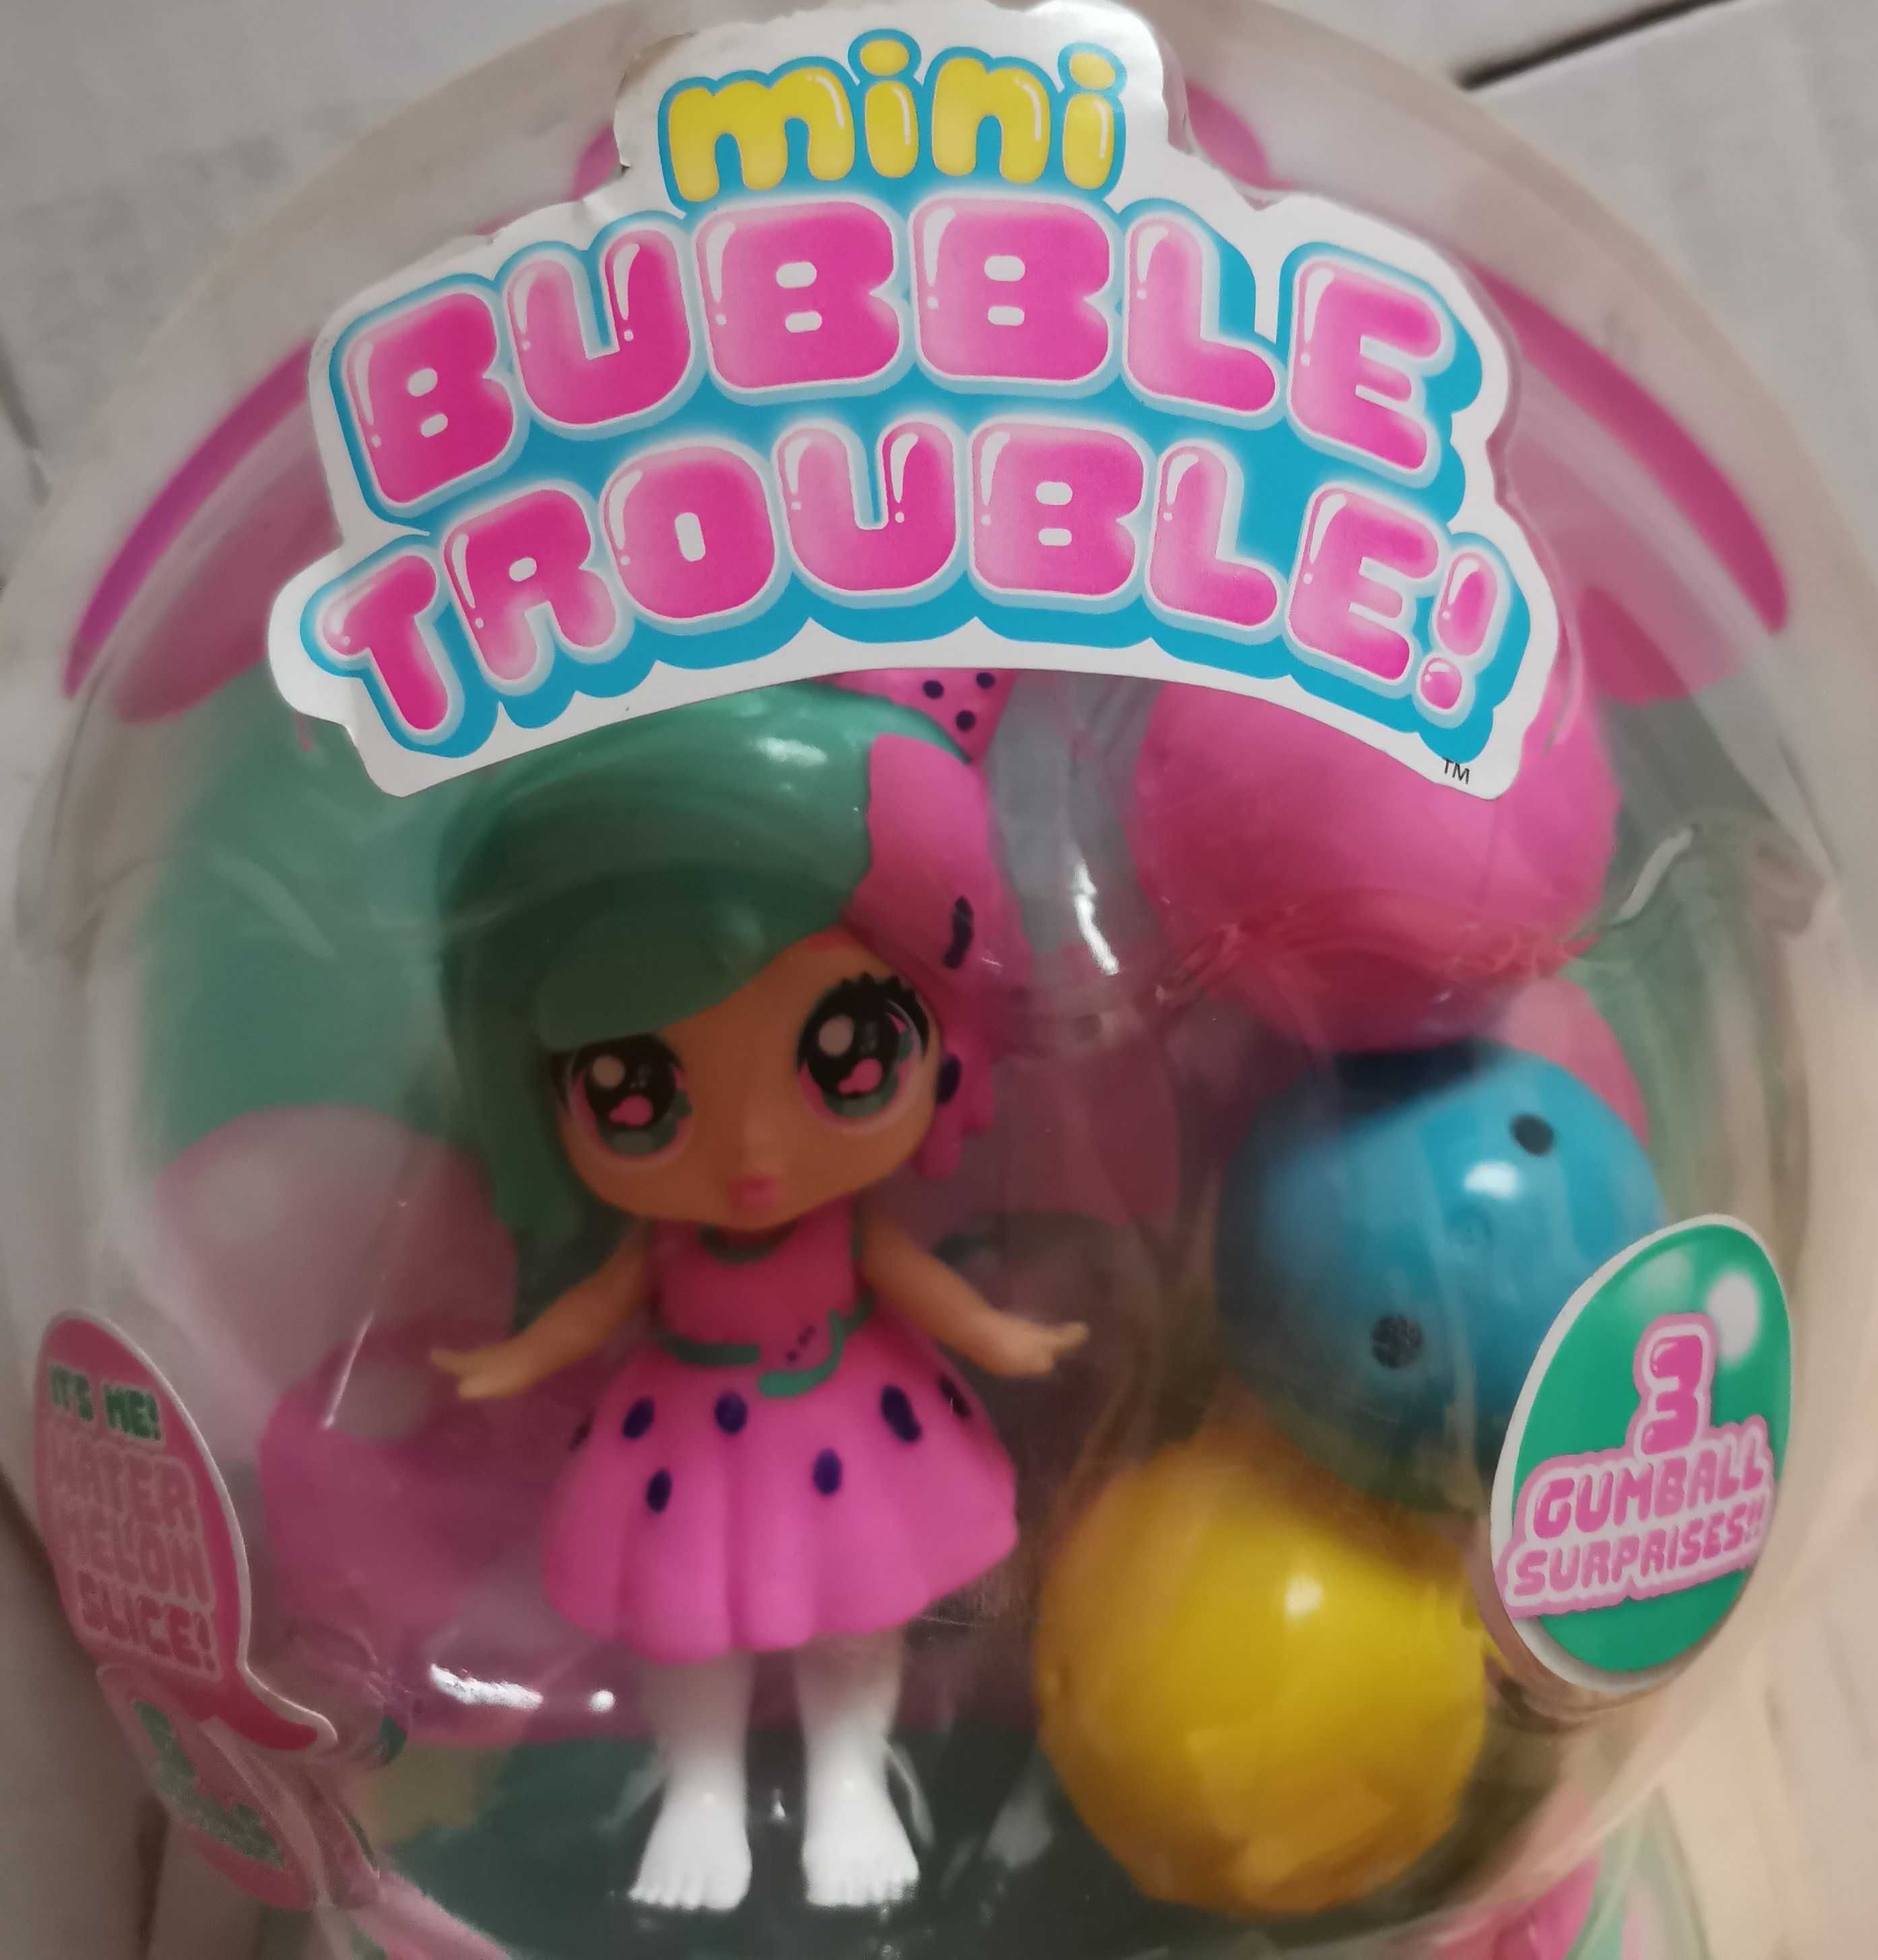 mini
BUBBLE
TROUBLE!
TM
IT'S ME!
WATER
MELON
SLICE!
3
GUMBALL
SURPRISES!!